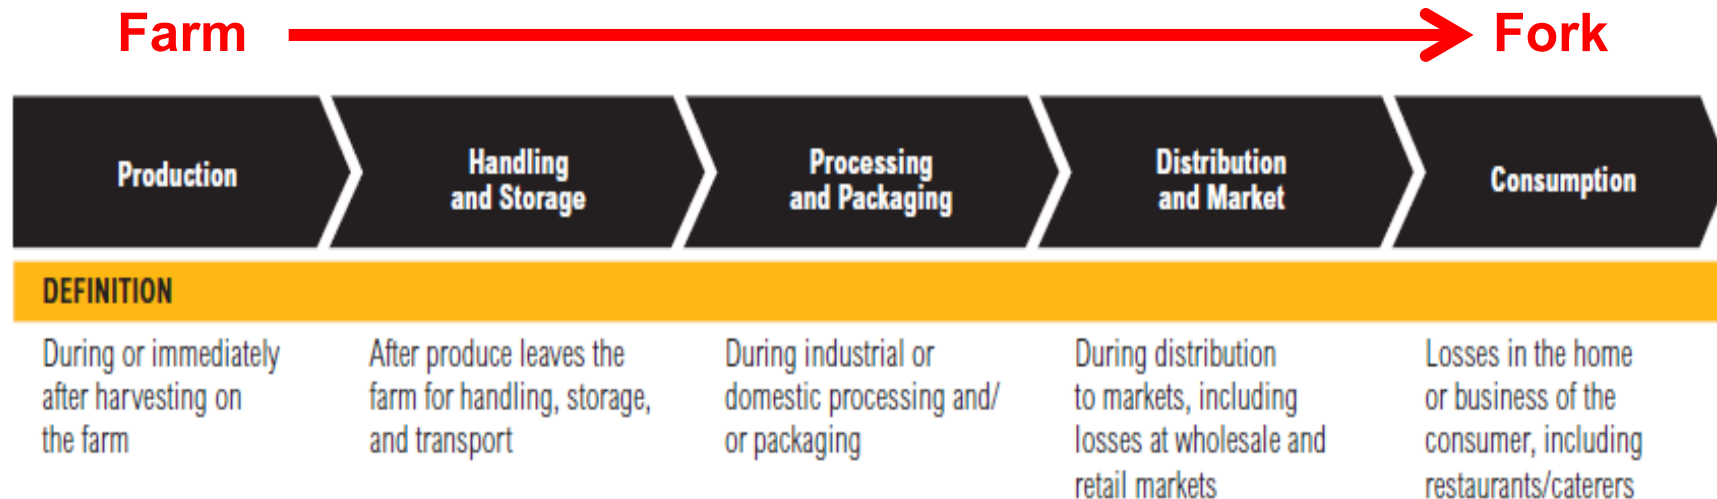 Farm
Fork
Production
Handling
and Storage
Processing
and Packaging
Distribution
and Market
Consumption
DEFINITION
During or immediately
after harvesting on
the farm
After produce leaves the
farm for handling, storage,
and transport
During industrial or
domestic processing and/
or packaging
During distribution
to markets, including
losses at wholesale and
retail markets
Losses in the home
or business of the
consumer, including
restaurants/caterers